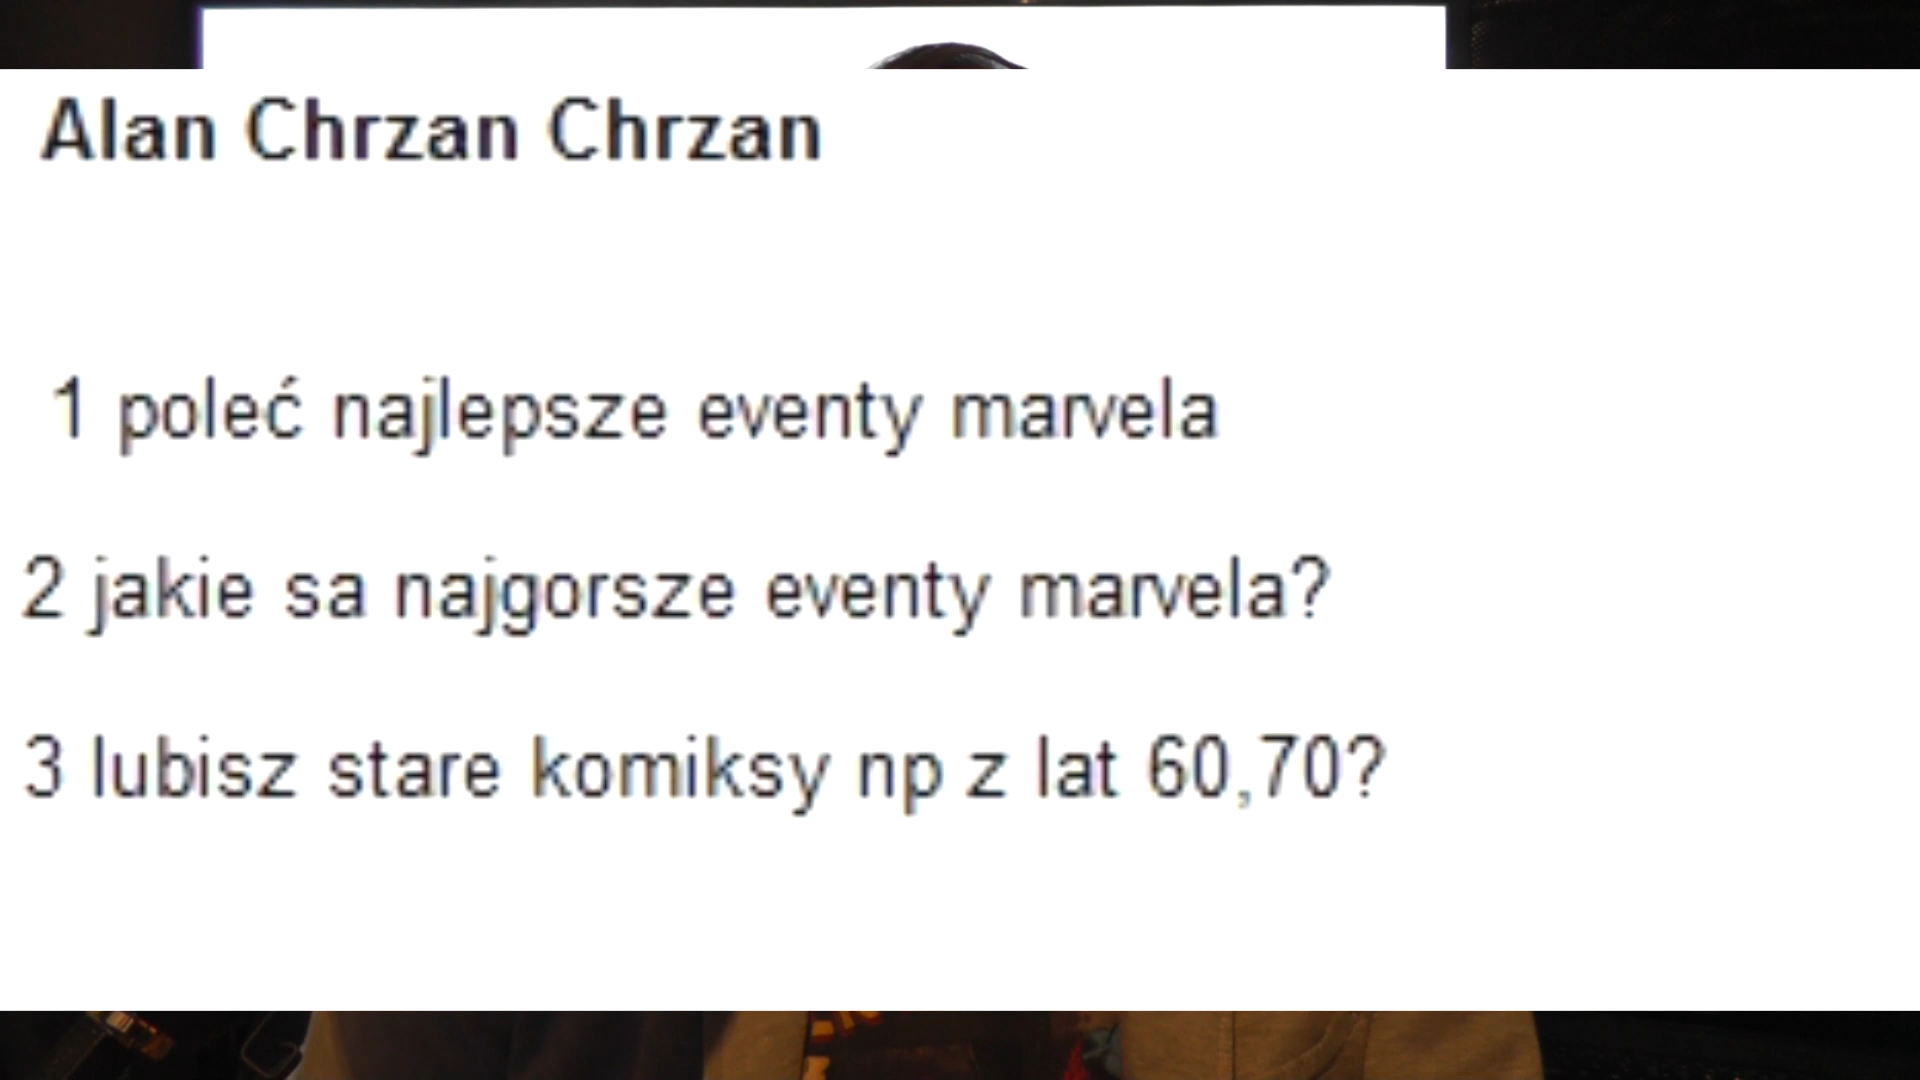 Alan Chrzan Chrzan
1 poleć najlepsze eventy marvela
2 jakie sa najgorsze eventy marvela?
3 lubisz stare komiksy np z lat 60,70?